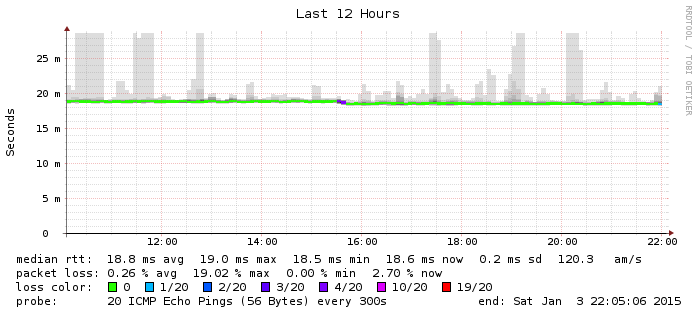 Last 12 Hours
RRDTOOL / TOBI OETIKER
Seconds
25 m
20 m
15 m
10 m
5 m
0
12:00 14:00 16:00 18:00 20:00 22:00
median rtt: 18.8 ms avg 19.0 ms max 18.5 ms min 18.6 ms now 0.2 ms sd 120.3 am/s
packet loss: 0.26 % avg 19.02 % max 0.00 % min 2.70 % now
loss color: 0 1/20 2/20 3/20 4/20 10/20 19/20
probe: 20 ICMP Echo Pings (56 Bytes) every 300s end: Sat Jan 3 22:05:06 2015